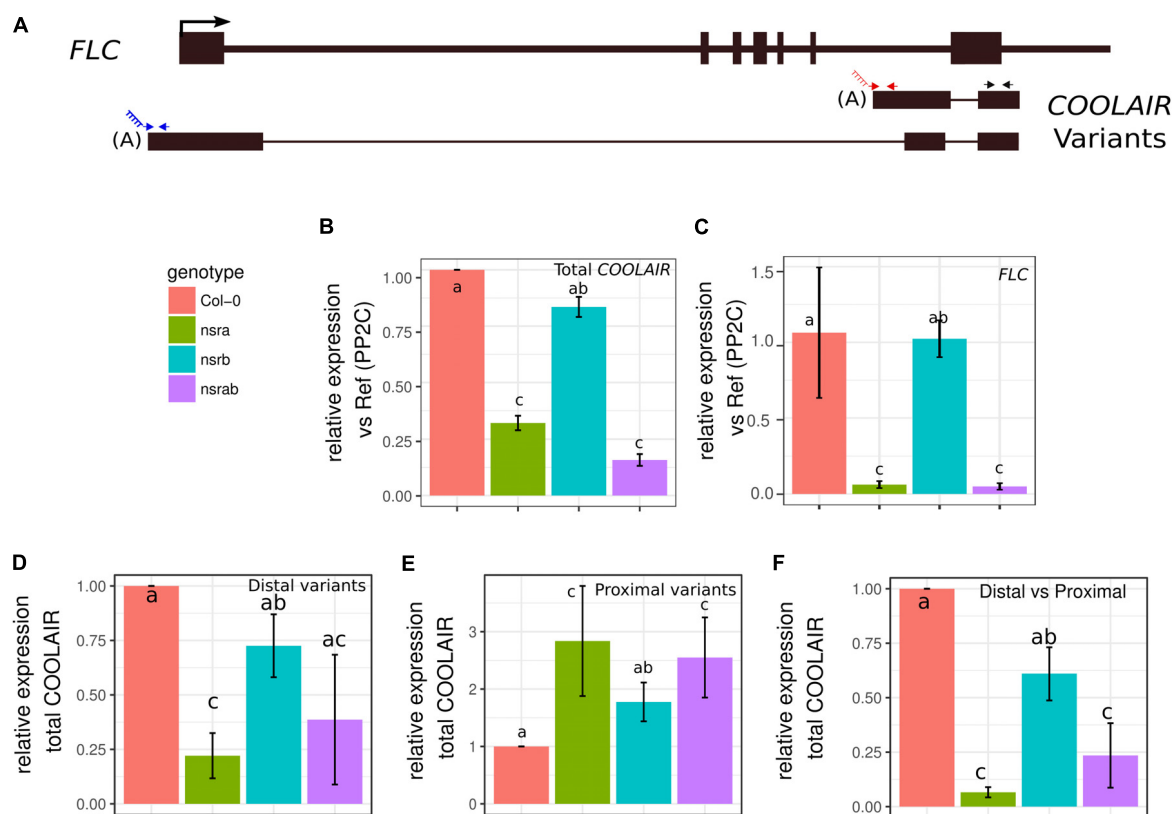 A
FLC
(A)
COOLAIR
Variants
(A)
B
C
genotype
Col-0
nsra
nsrb
nsrab
relative expression
vs Ref (PP2C)
Total COOLAIR
1.00
0.75
0.50
0.25
0.00
a
c
ab
c
relative expression
vs Ref (PP2C)
FLC
1.5
1.0
0.5
0.0
a
c
ab
c
D
E
F
relative expression
total COOLAIR
Distal variants
1.00
0.75
0.50
0.25
0.00
a
c
ab
ac
relative expression
total COOLAIR
Proximal variants
3
2
1
0
a
c
ab
c
relative expression
total COOLAIR
Distal vs Proximal
1.00
0.75
0.50
0.25
0.00
a
c
ab
c